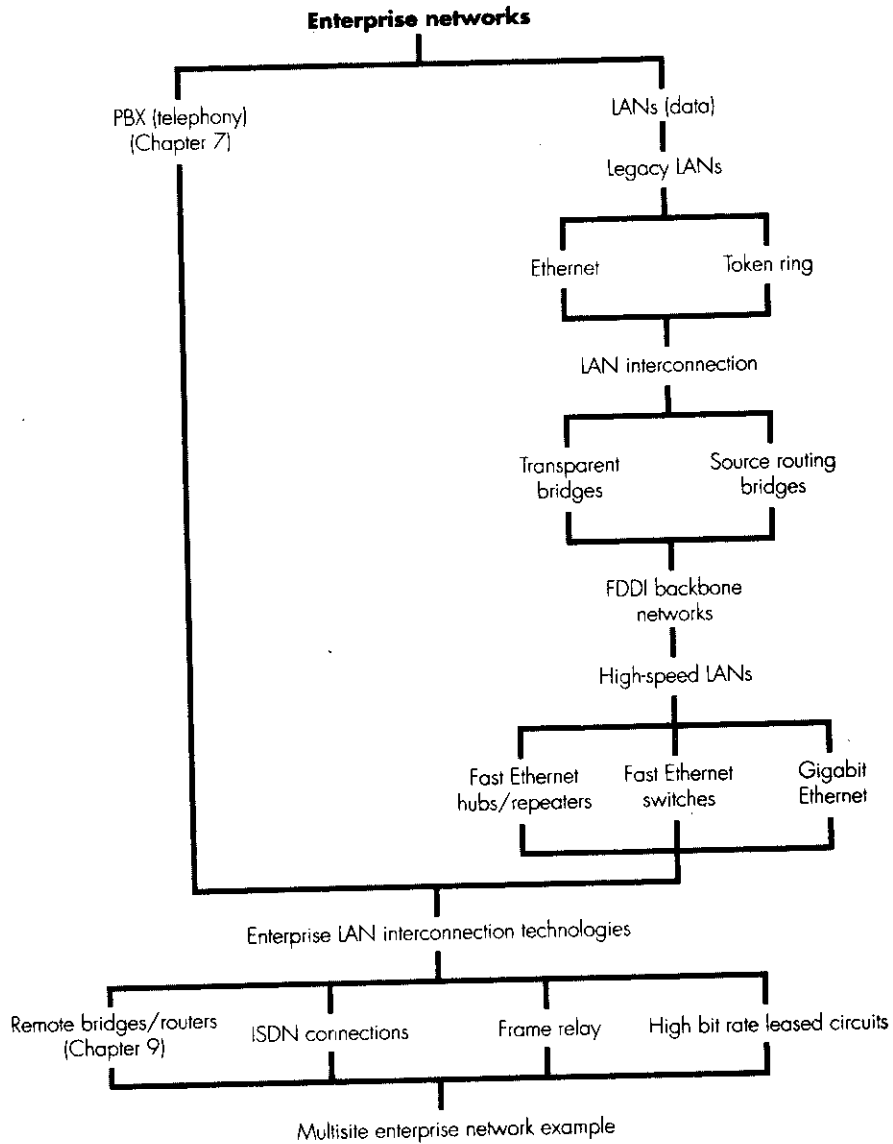 Enterprise networks
PBX (telephony)
(Chapter 7)
LANs (data)
Legacy LANs
Ethernet
Token ring
LAN interconnection
Transparent
bridges
Source routing
bridges
FDDI backbone
networks
High-speed LANs
Fast Ethernet
hubs/repeaters
Fast Ethernet
switches
Gigabit
Ethernet
Enterprise LAN interconnection technologies
Remote bridges/routers
(Chapter 9)
ISDN connections
Frame relay
High bit rate leased circuits
Multisite enterprise network example